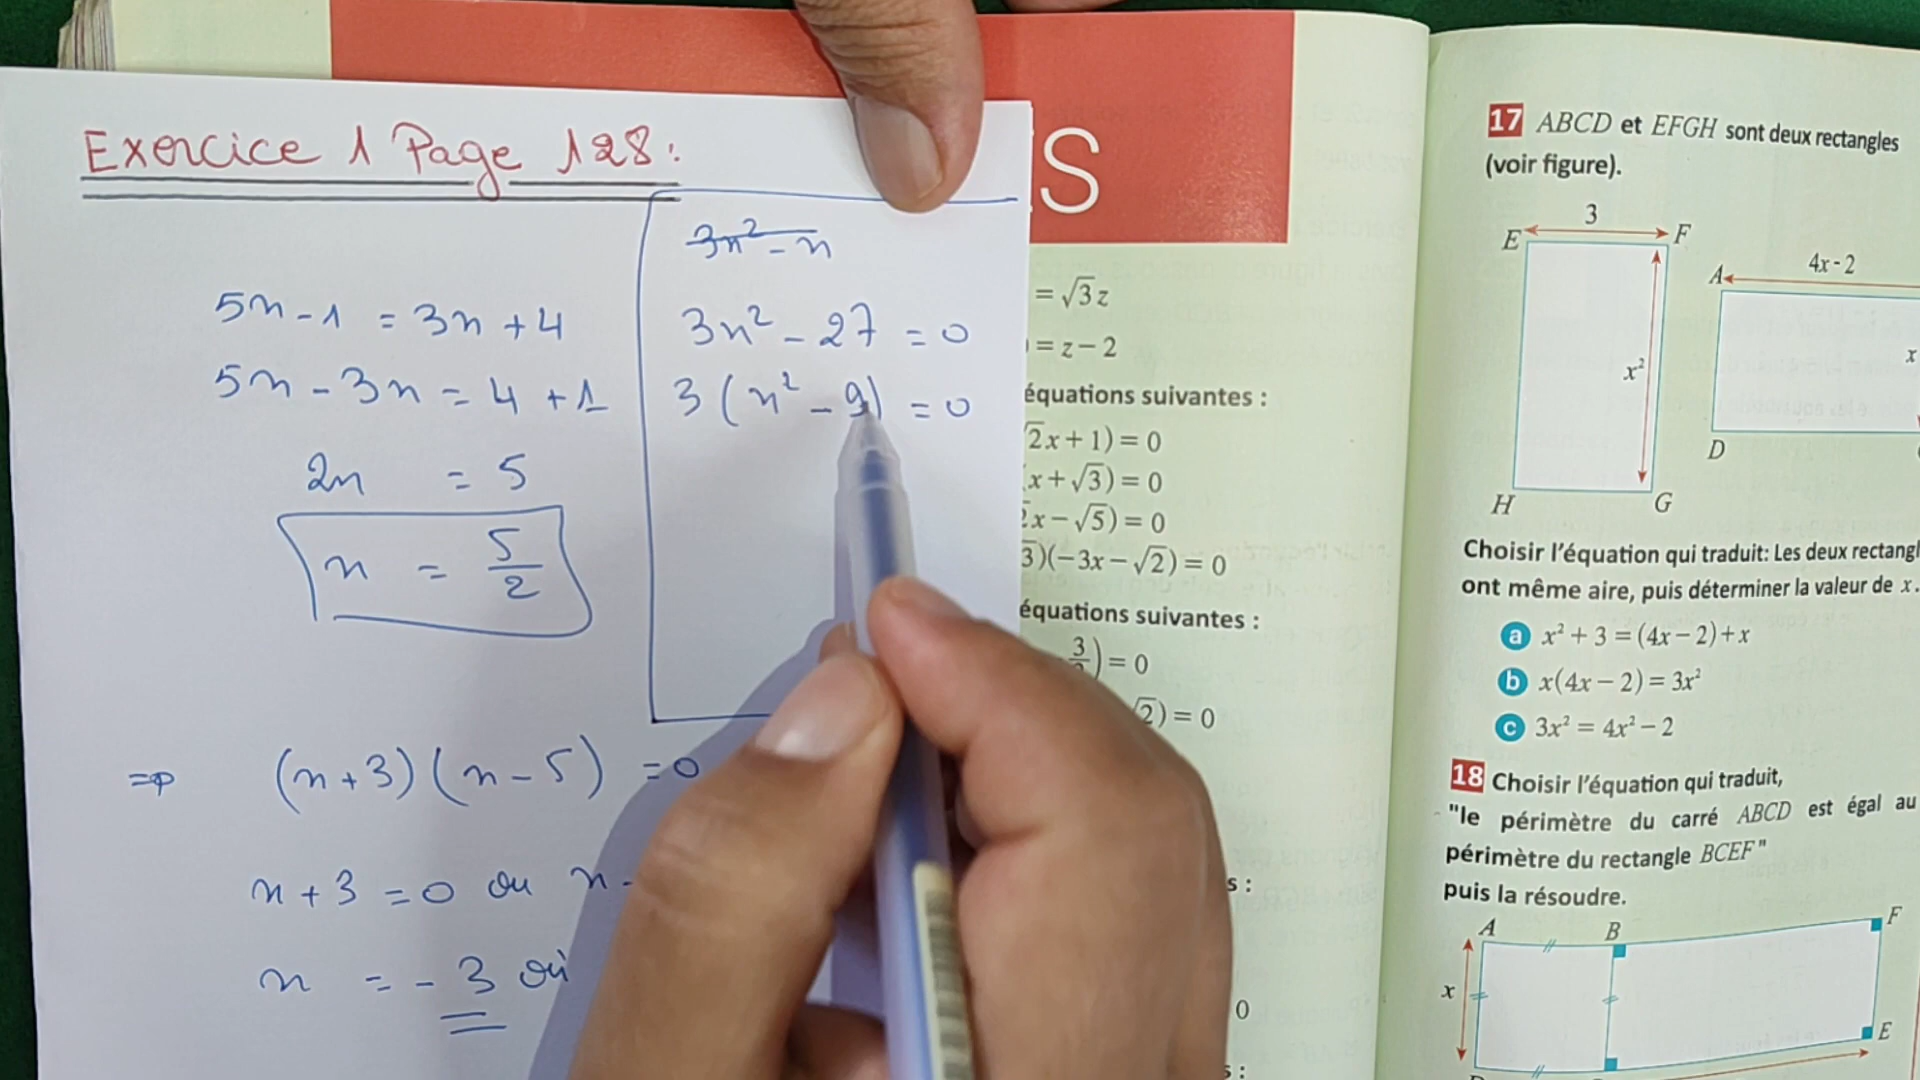 Exercice 1 Page 128:
5x - 1 = 3x + 4
5x - 3x = 4 + 1
2x = 5
x = 5/2
⇒ (x + 3)(x - 5) = 0
x + 3 = 0 ou x -
x = - 3 ou
3x² - x
3x² - 27 = 0
3(x² - 9) = 0
S
= √3 z
= z - 2
équations suivantes :
2x + 1) = 0
x + √3) = 0
x - √5) = 0
3)(-3x - √2) = 0
équations suivantes :
3
) = 0
√2) = 0
s :
0
s :
17 ABCD et EFGH sont deux rectangles
(voir figure).
3
E F
A 4x - 2
x²
x
H G
D
Choisir l'équation qui traduit: Les deux rectangl
ont même aire, puis déterminer la valeur de x.
a x² + 3 = (4x - 2) + x
b x(4x - 2) = 3x²
c 3x² = 4x² - 2
18 Choisir l'équation qui traduit,
"le périmètre du carré ABCD est égal au
périmètre du rectangle BCEF"
puis la résoudre.
A B F
x
E